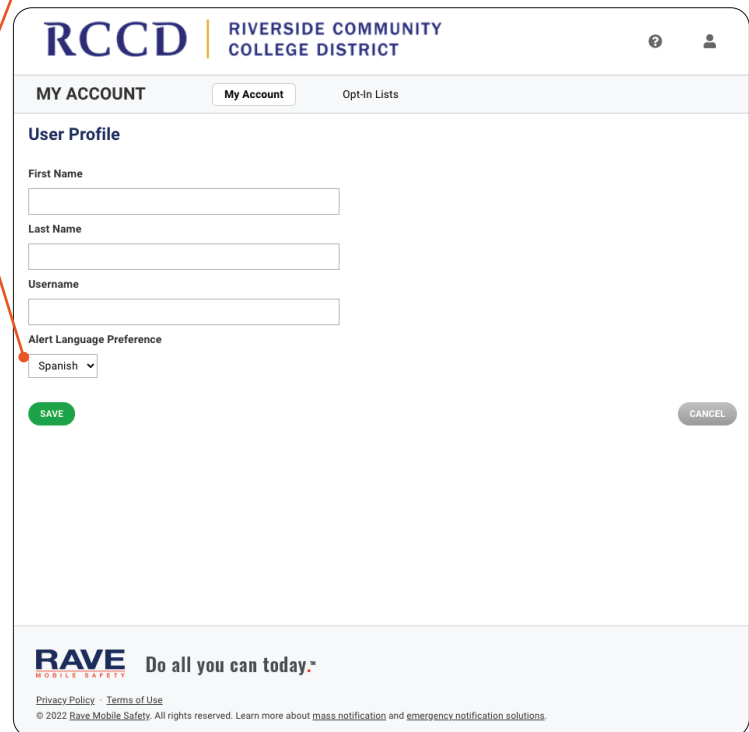 RCCD
RIVERSIDE COMMUNITY
COLLEGE DISTRICT
MY ACCOUNT
My Account
Opt-In Lists
User Profile
First Name
Last Name
Username
Alert Language Preference
Spanish
SAVE
CANCEL
RAVE
MOBILE SAFETY
Do all you can today.™
Privacy Policy · Terms of Use
© 2022 Rave Mobile Safety. All rights reserved. Learn more about mass notification and emergency notification solutions.